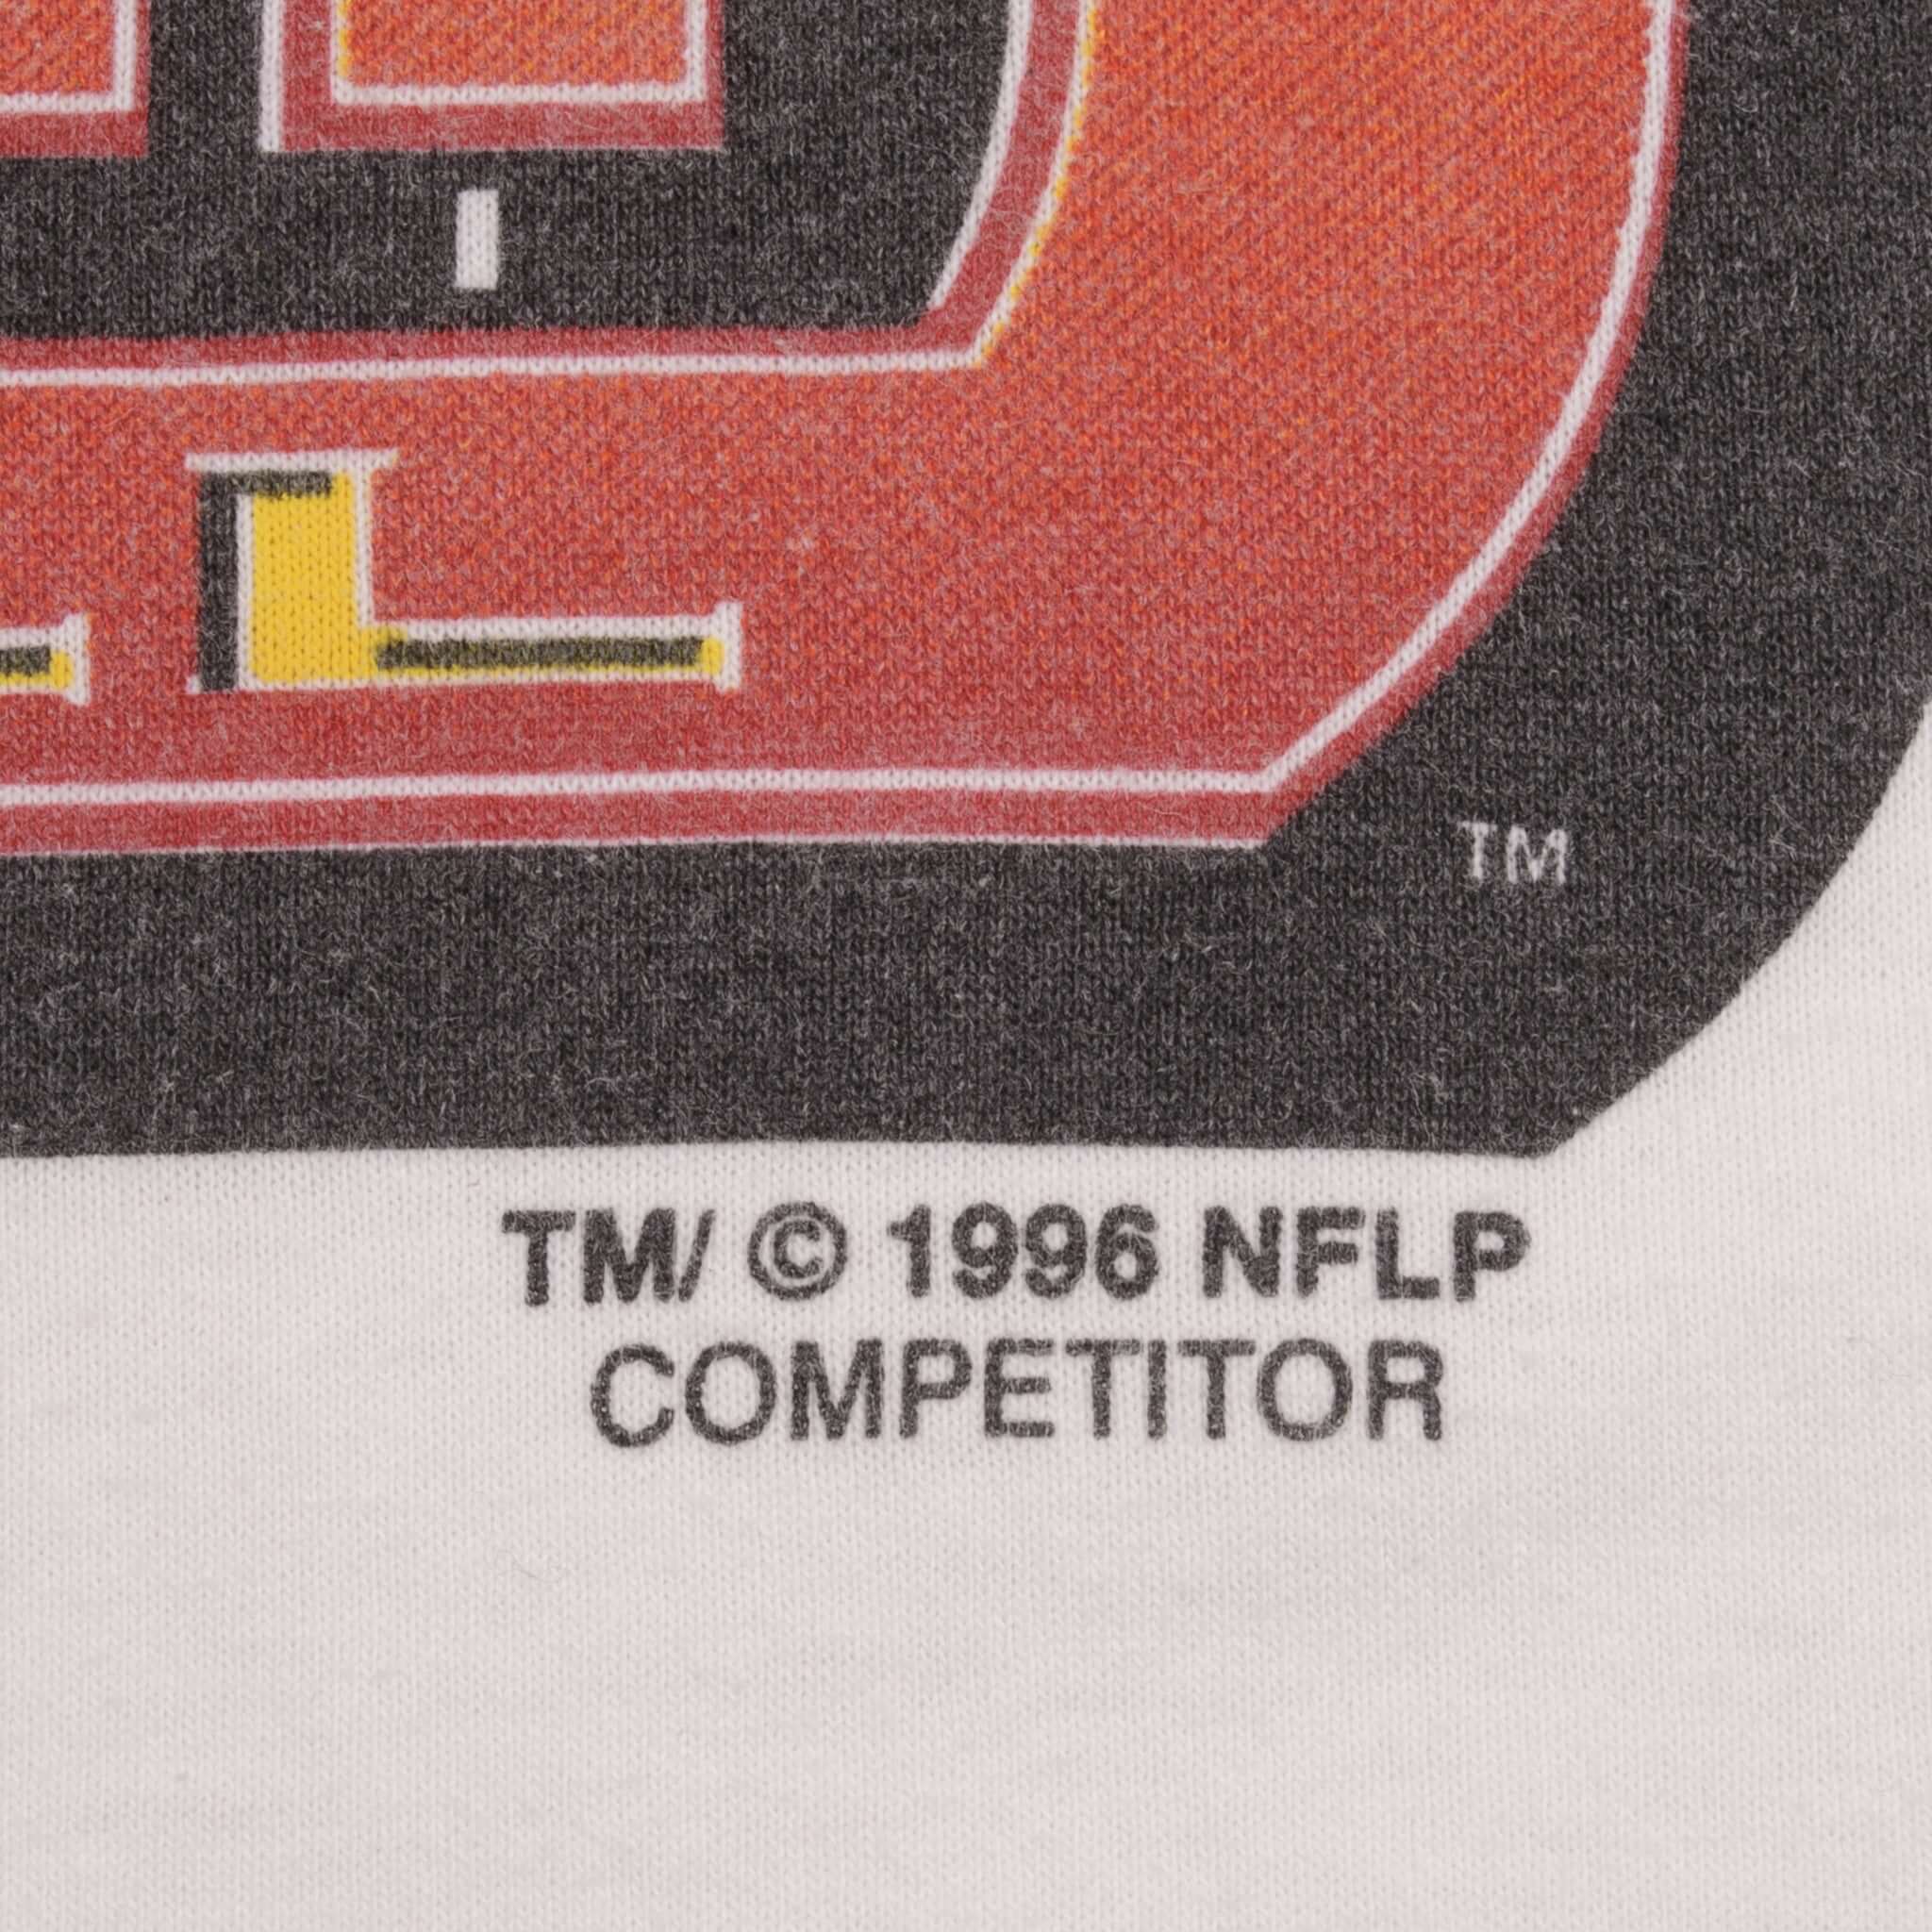 L
TM
TM/ © 1996 NFLP
COMPETITOR